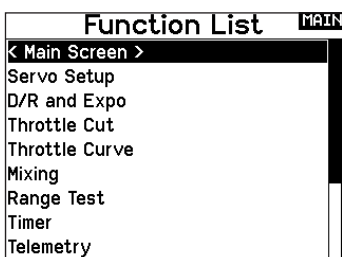 Function List MAIN
< Main Screen >
Servo Setup
D/R and Expo
Throttle Cut
Throttle Curve
Mixing
Range Test
Timer
Telemetry